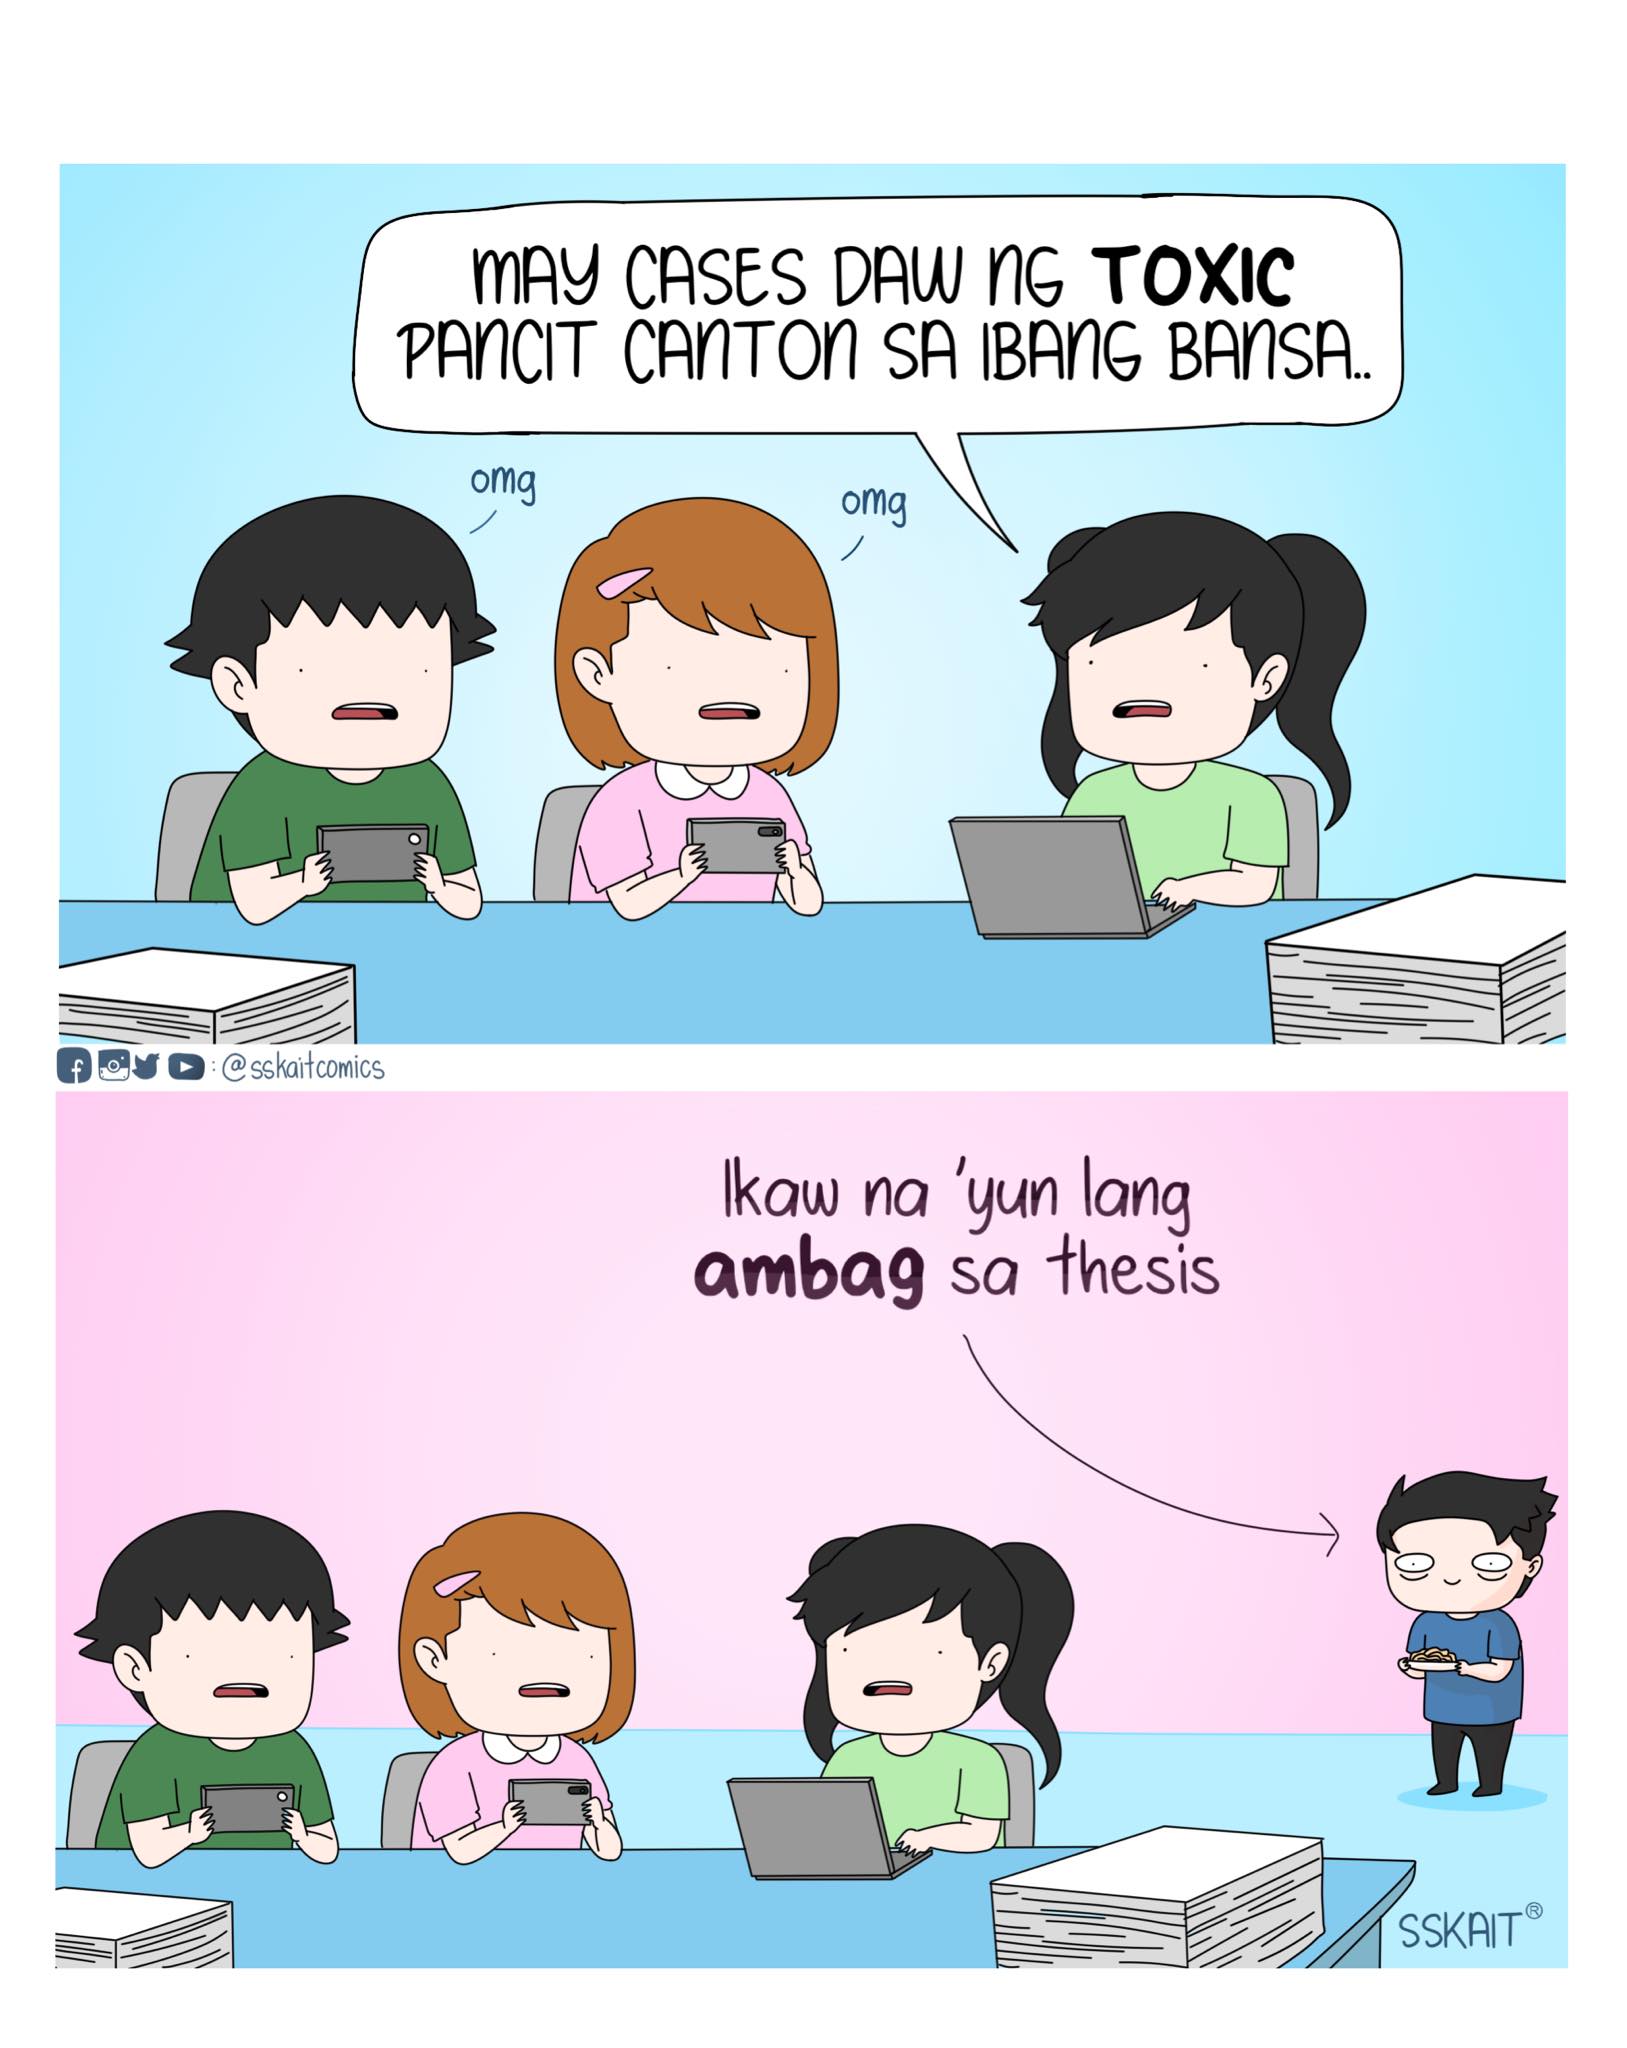 MAY CASES DAW NG TOXIC
PANCIT CANTON SA IBANG BANSA..
omg
omg
: @sskaitcomics
Ikaw na 'yun lang
ambag sa thesis
SSKAIT®